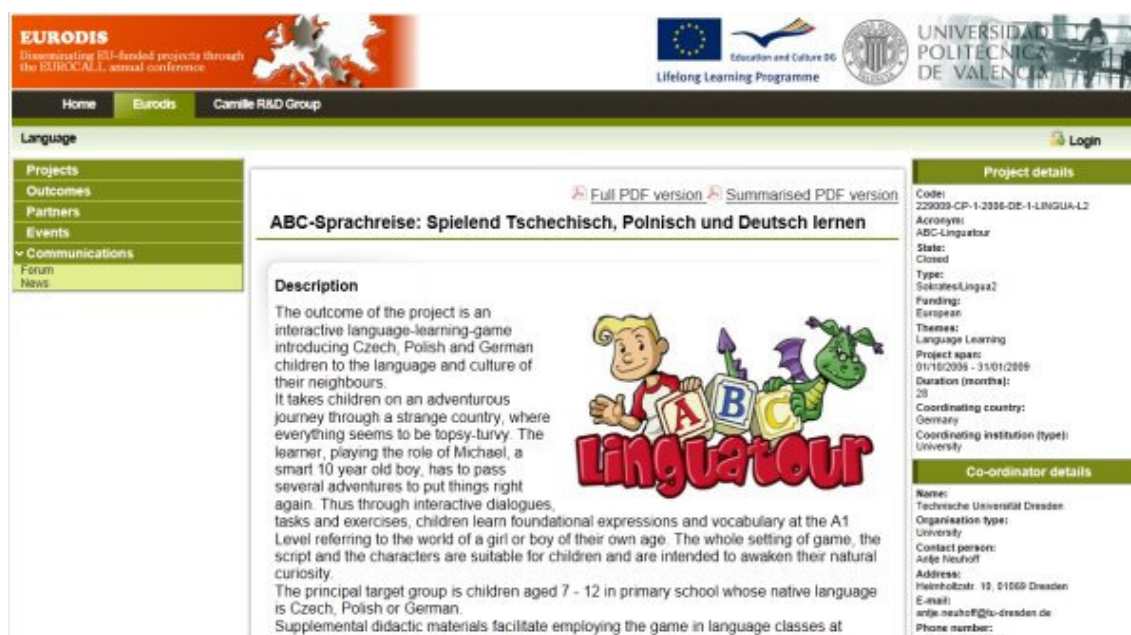 EURODIS
Disseminating EU-funded projects through
the EUROCALL annual conference
Education and Culture DG
Lifelong Learning Programme
UNIVERSIDAD
POLITECNICA
DE VALENCIA
Home Eurodis Camille R&D Group
Language
Login
Projects
Outcomes
Partners
Events
Communications
Forum
News
Full PDF version Summarised PDF version
ABC-Sprachreise: Spielend Tschechisch, Polnisch und Deutsch lernen
Description
The outcome of the project is an
interactive language-learning-game
introducing Czech, Polish and German
children to the language and culture of
their neighbours.
It takes children on an adventurous
journey through a strange country, where
everything seems to be topsy-turvy. The
learner, playing the role of Michael, a
smart 10 year old boy, has to pass
several adventures to put things right
again. Thus through interactive dialogues,
tasks and exercises, children learn foundational expressions and vocabulary at the A1
Level referring to the world of a girl or boy of their own age. The whole setting of game, the
script and the characters are suitable for children and are intended to awaken their natural
curiosity.
The principal target group is children aged 7 - 12 in primary school whose native language
is Czech, Polish or German.
Supplemental didactic materials facilitate employing the game in language classes at
ABC
Linguatour
Project details
Code:
229009-CP-1-2006-DE-1-LINGUA-L2
Acronym:
ABC-Linguatour
State:
Closed
Type:
Sokrates/Lingua2
Funding:
European
Themes:
Language Learning
Project span:
01/10/2006 - 31/01/2009
Duration (months):
28
Coordinating country:
Germany
Coordinating institution (type):
University
Co-ordinator details
Name:
Technische Universität Dresden
Organisation type:
University
Contact person:
Antje Neuhoff
Address:
Helmholtzstr. 10, 01069 Dresden
E-mail:
antje.neuhoff@tu-dresden.de
Phone number: